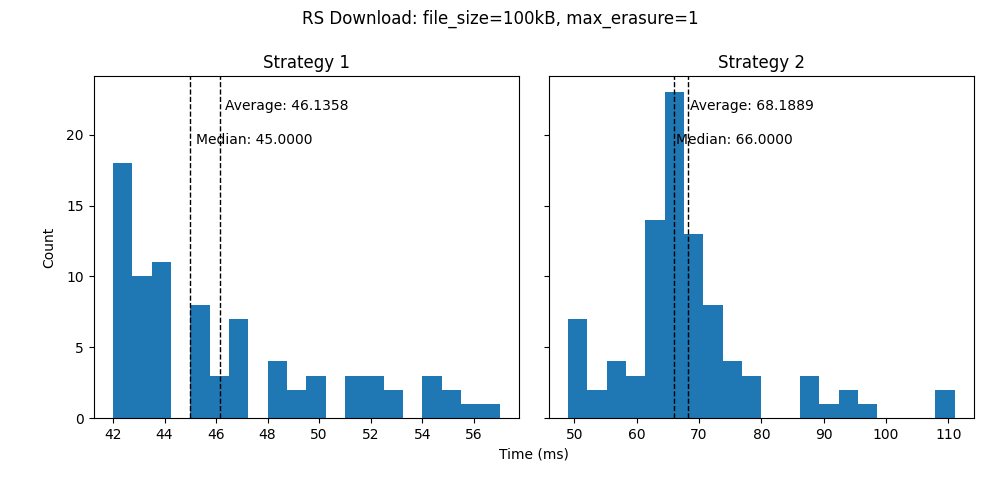 RS Download: file_size=100kB, max_erasure=1
Strategy 1
Strategy 2
Average: 46.1358
Median: 45.0000
Average: 68.1889
Median: 66.0000
Count
20
15
10
5
0
42 44 46 48 50 52 54 56
50 60 70 80 90 100 110
Time (ms)